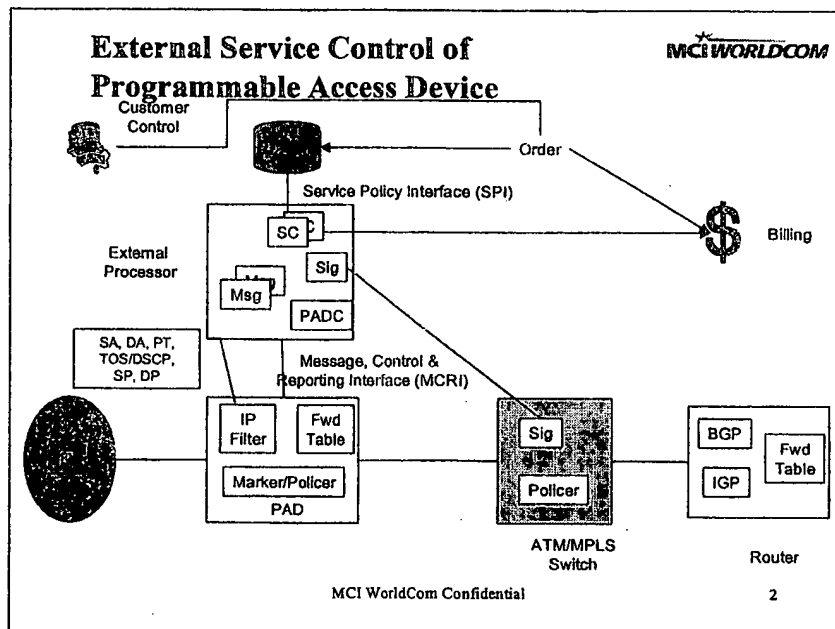 External Service Control of
Programmable Access Device
MCI WORLDCOM
Customer
Control
Order
Service Policy Interface (SPI)
Billing
External
Processor
SC
C
Sig
Msg
Msg
PADC
SA, DA, PT,
TOS/DSCP,
SP, DP
Message, Control &
Reporting Interface (MCRI)
IP
Filter
Fwd
Table
Marker/Policer
PAD
Sig
Policer
ATM/MPLS
Switch
BGP
IGP
Fwd
Table
Router
$
MCI WorldCom Confidential
2